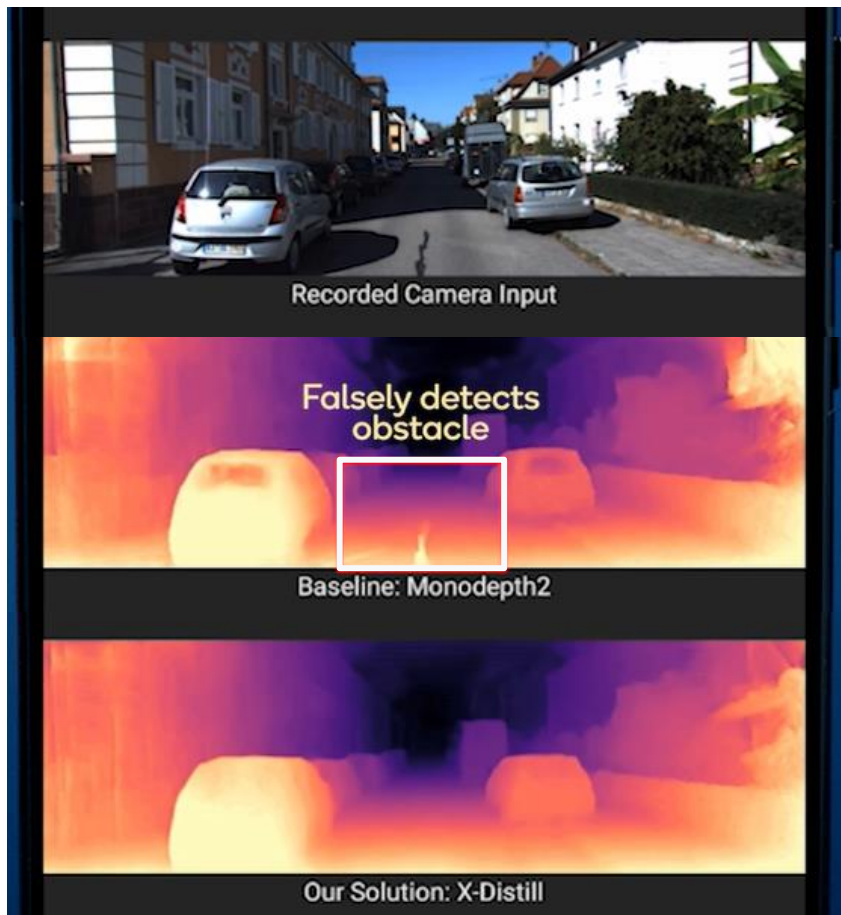 Recorded Camera Input
Falsely detects
obstacle
Baseline: Monodepth2
Our Solution: X-Distill